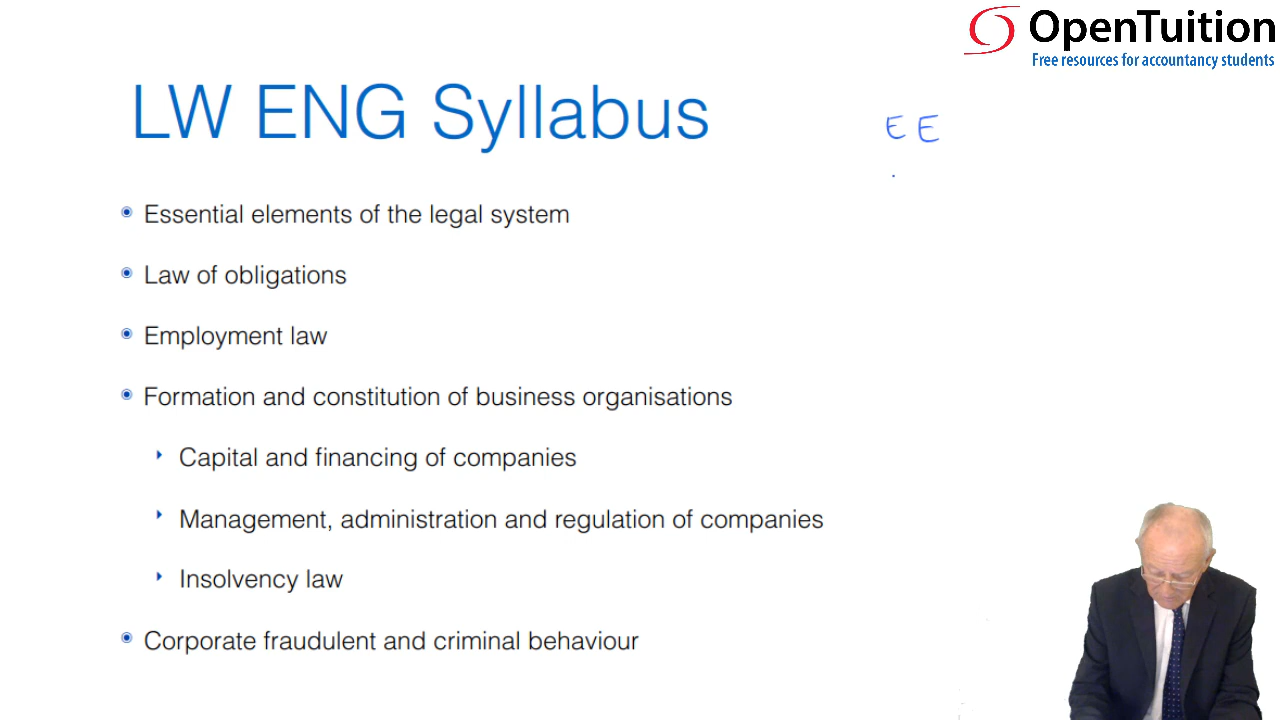 OpenTuition
Free resources for accountancy students
LW ENG Syllabus
E E
Essential elements of the legal system
Law of obligations
Employment law
Formation and constitution of business organisations
Capital and financing of companies
Management, administration and regulation of companies
Insolvency law
Corporate fraudulent and criminal behaviour